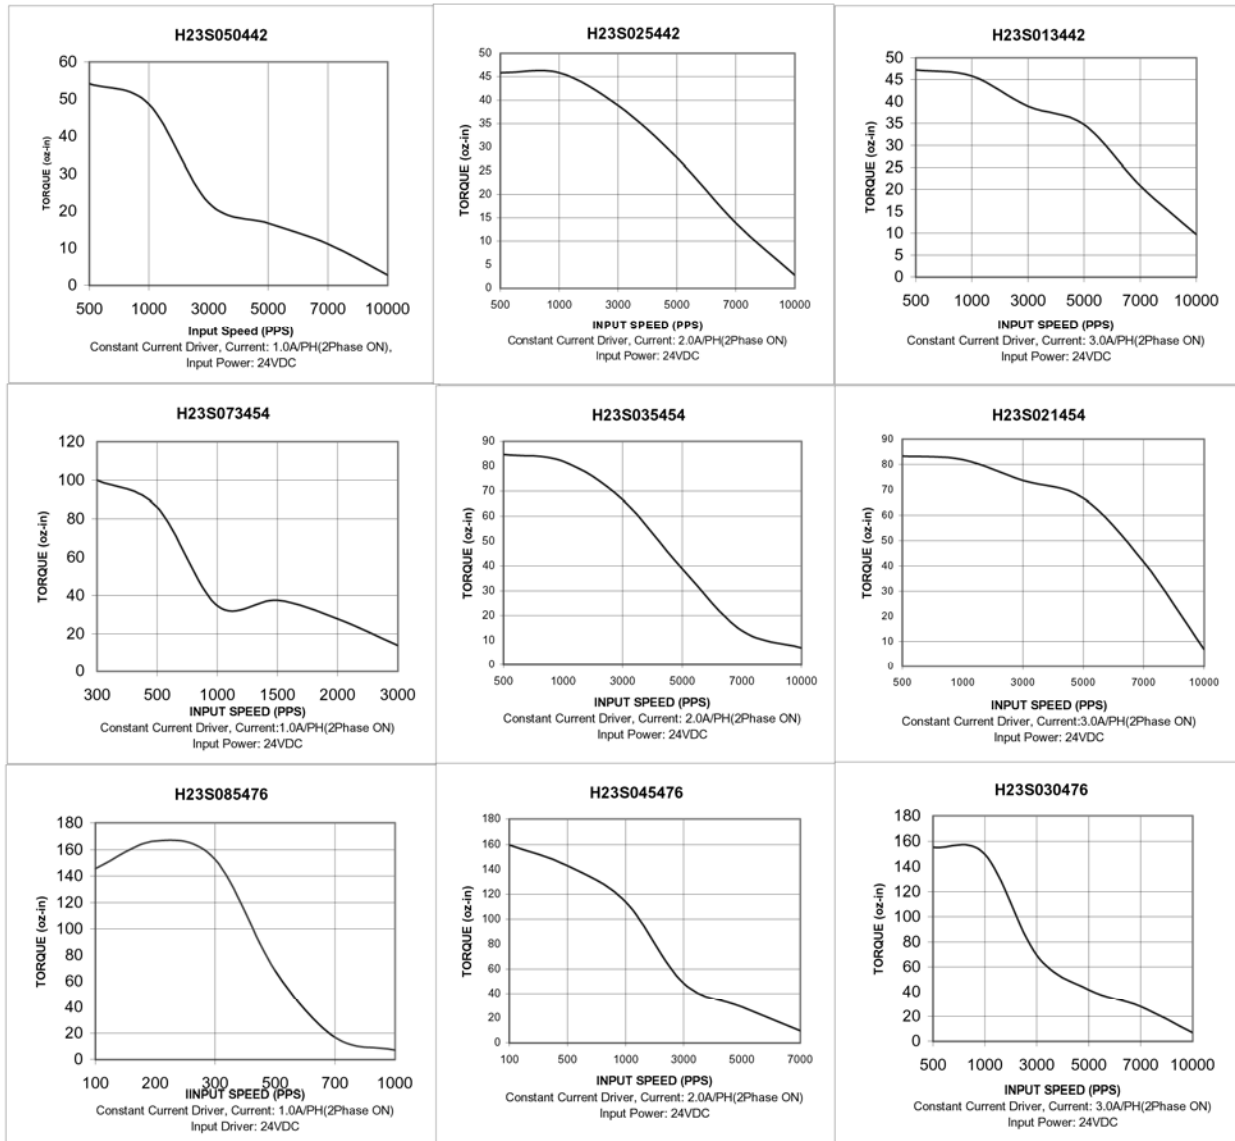 H23S050442
60
50
40
30
20
10
0
TORQUE (oz-in)
500 1000 3000 5000 7000 10000
Input Speed (PPS)
Constant Current Driver, Current: 1.0A/PH(2Phase ON),
Input Power: 24VDC
H23S025442
50
45
40
35
30
25
20
15
10
5
0
TORQUE (oz-in)
500 1000 3000 5000 7000 10000
INPUT SPEED (PPS)
Constant Current Driver, Current: 2.0A/PH(2Phase ON)
Input Power: 24VDC
H23S013442
50
45
40
35
30
25
20
15
10
5
0
TORQUE (oz-in)
500 1000 3000 5000 7000 10000
INPUT SPEED (PPS)
Constant Current Driver, Current: 3.0A/PH(2Phase ON)
Input Power: 24VDC
H23S073454
120
100
80
60
40
20
0
TORQUE (oz-in)
300 500 1000 1500 2000 3000
INPUT SPEED (PPS)
Constant Current Driver, Current:1.0A/PH(2Phase ON)
Input Power: 24VDC
H23S035454
90
80
70
60
50
40
30
20
10
0
TORQUE (oz-in)
500 1000 3000 5000 7000 10000
INPUT SPEED (PPS)
Constant Current Driver, Current: 2.0A/PH(2Phase ON)
Input Power: 24VDC
H23S021454
90
80
70
60
50
40
30
20
10
0
TORQUE (oz-in)
500 1000 3000 5000 7000 10000
INPUT SPEED (PPS)
Constant Current Driver, Current:3.0A/PH(2Phase ON)
Input Power: 24VDC
H23S085476
180
160
140
120
100
80
60
40
20
0
TORQUE (oz-in)
100 200 300 500 700 1000
IINPUT SPEED (PPS)
Constant Current Driver, Current: 1.0A/PH(2Phase ON)
Input Driver: 24VDC
H23S045476
180
160
140
120
100
80
60
40
20
0
TORQUE (oz-in)
100 500 1000 3000 5000 7000
INPUT SPEED (PPS)
Constant Current Driver, Current: 2.0A/PH(2Phase ON)
Input Power: 24VDC
H23S030476
180
160
140
120
100
80
60
40
20
0
TORQUE (oz-in)
500 1000 3000 5000 7000 10000
INPUT SPEED (PPS)
Constant Current Driver, Current: 3.0A/PH(2Phase ON)
Input Power: 24VDC